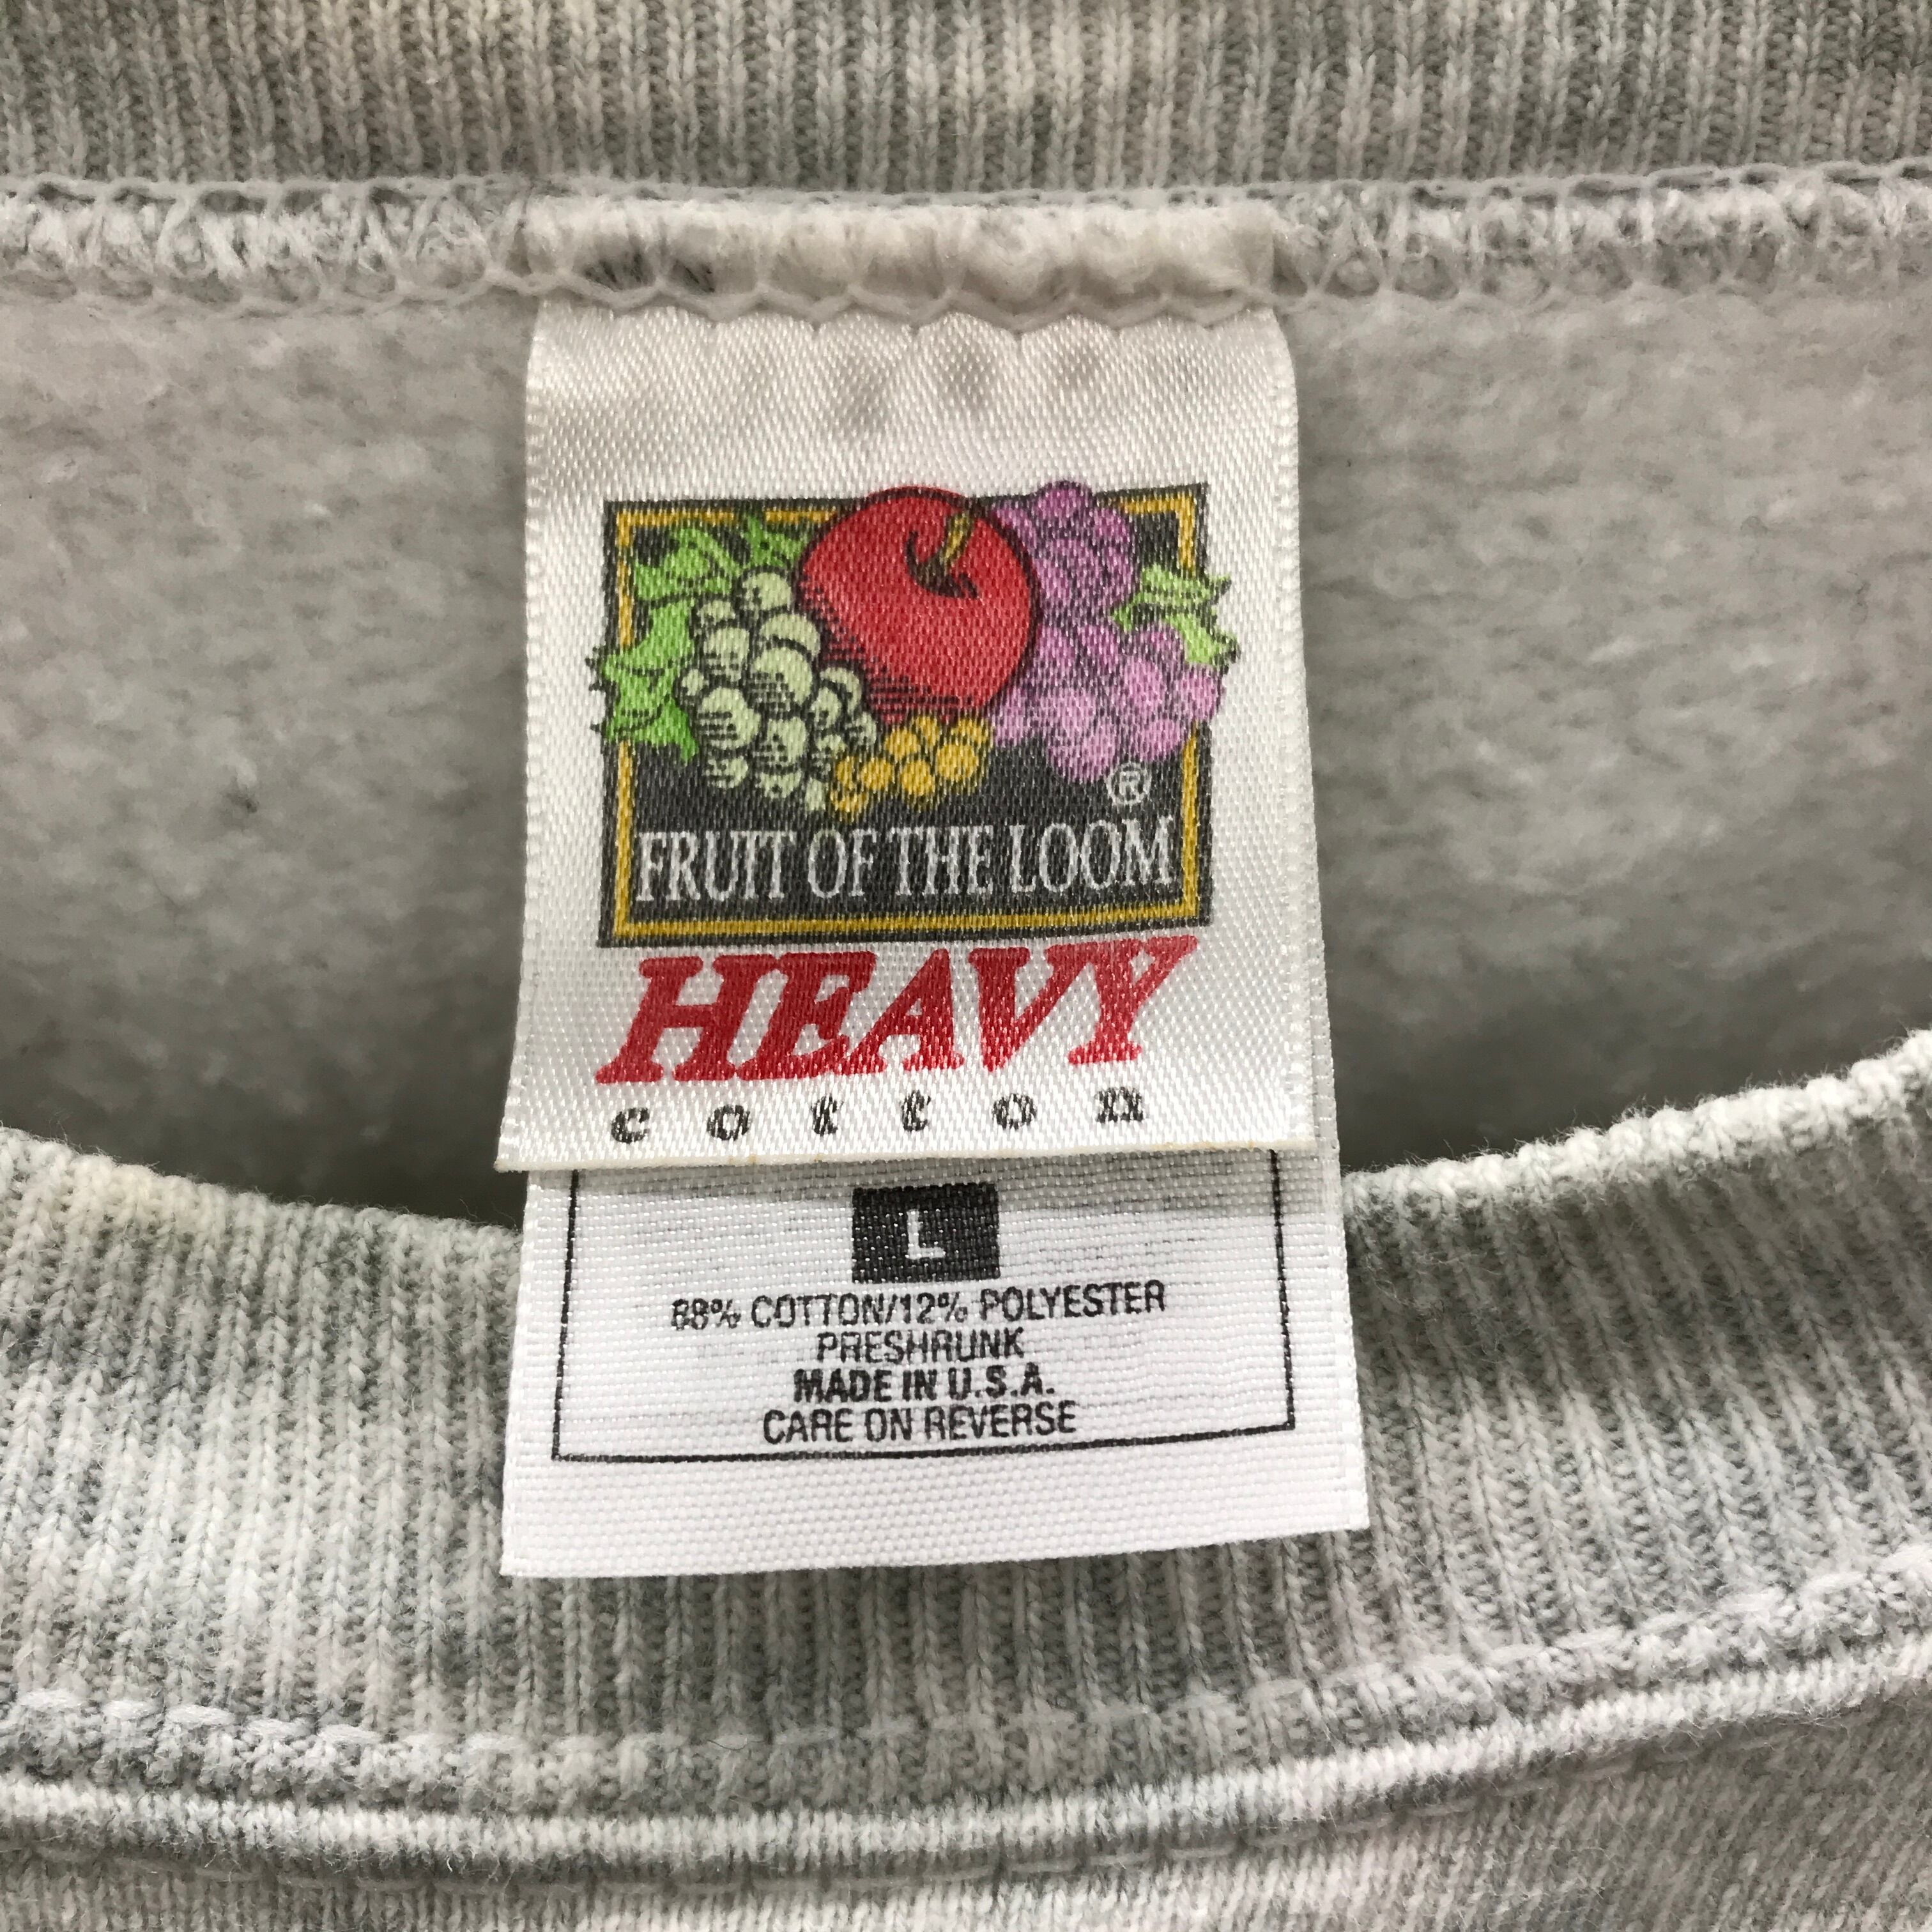 ®
FRUIT OF THE LOOM
HEAVY
cotton
L
88% COTTON/12% POLYESTER
PRESHRUNK
MADE IN U.S.A.
CARE ON REVERSE